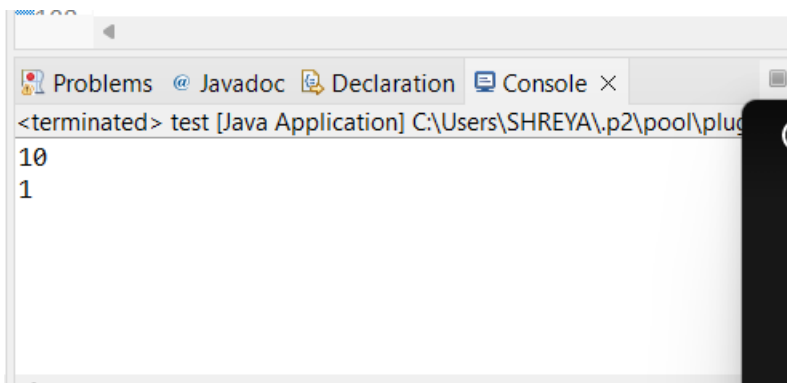 Problems @ Javadoc Declaration Console
<terminated> test [Java Application] C:\Users\SHREYA\.p2\pool\plug
10
1